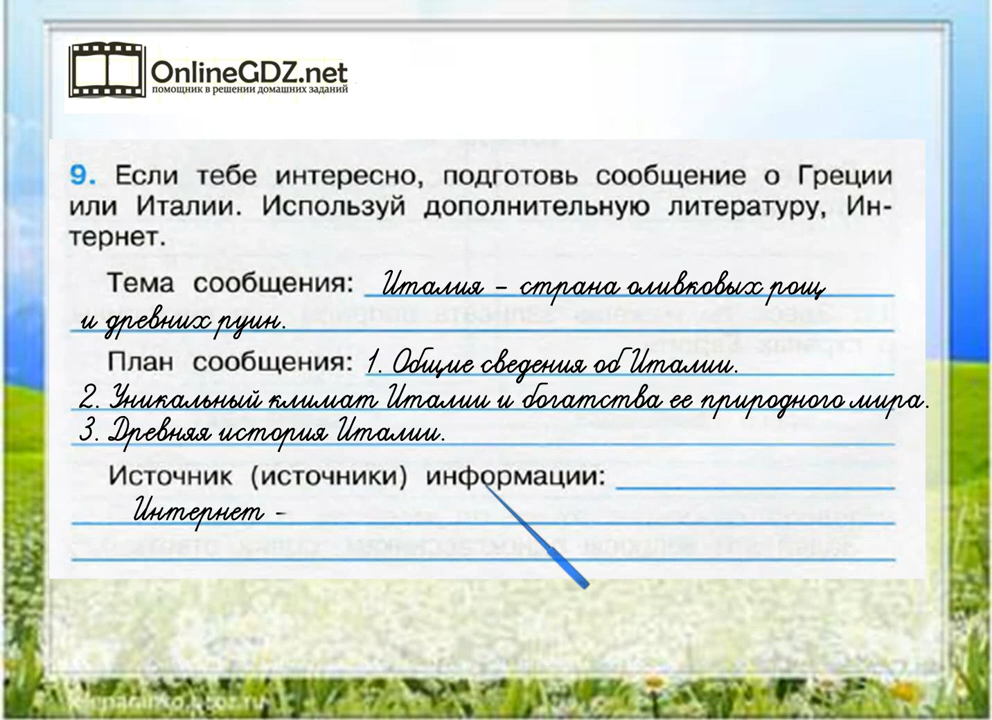 OnlineGDZ.net
помощник в решении домашних заданий
9. Если тебе интересно, подготовь сообщение о Греции
или Италии. Используй дополнительную литературу, Ин-
тернет.
Тема сообщения: Италия – страна оливковых рощ
и древних руин.
План сообщения: 1. Общие сведения об Италии.
2. Уникальный климат Италии и богатства ее природного мира.
3. Древняя история Италии.
Источник (источники) информации:
Интернет –